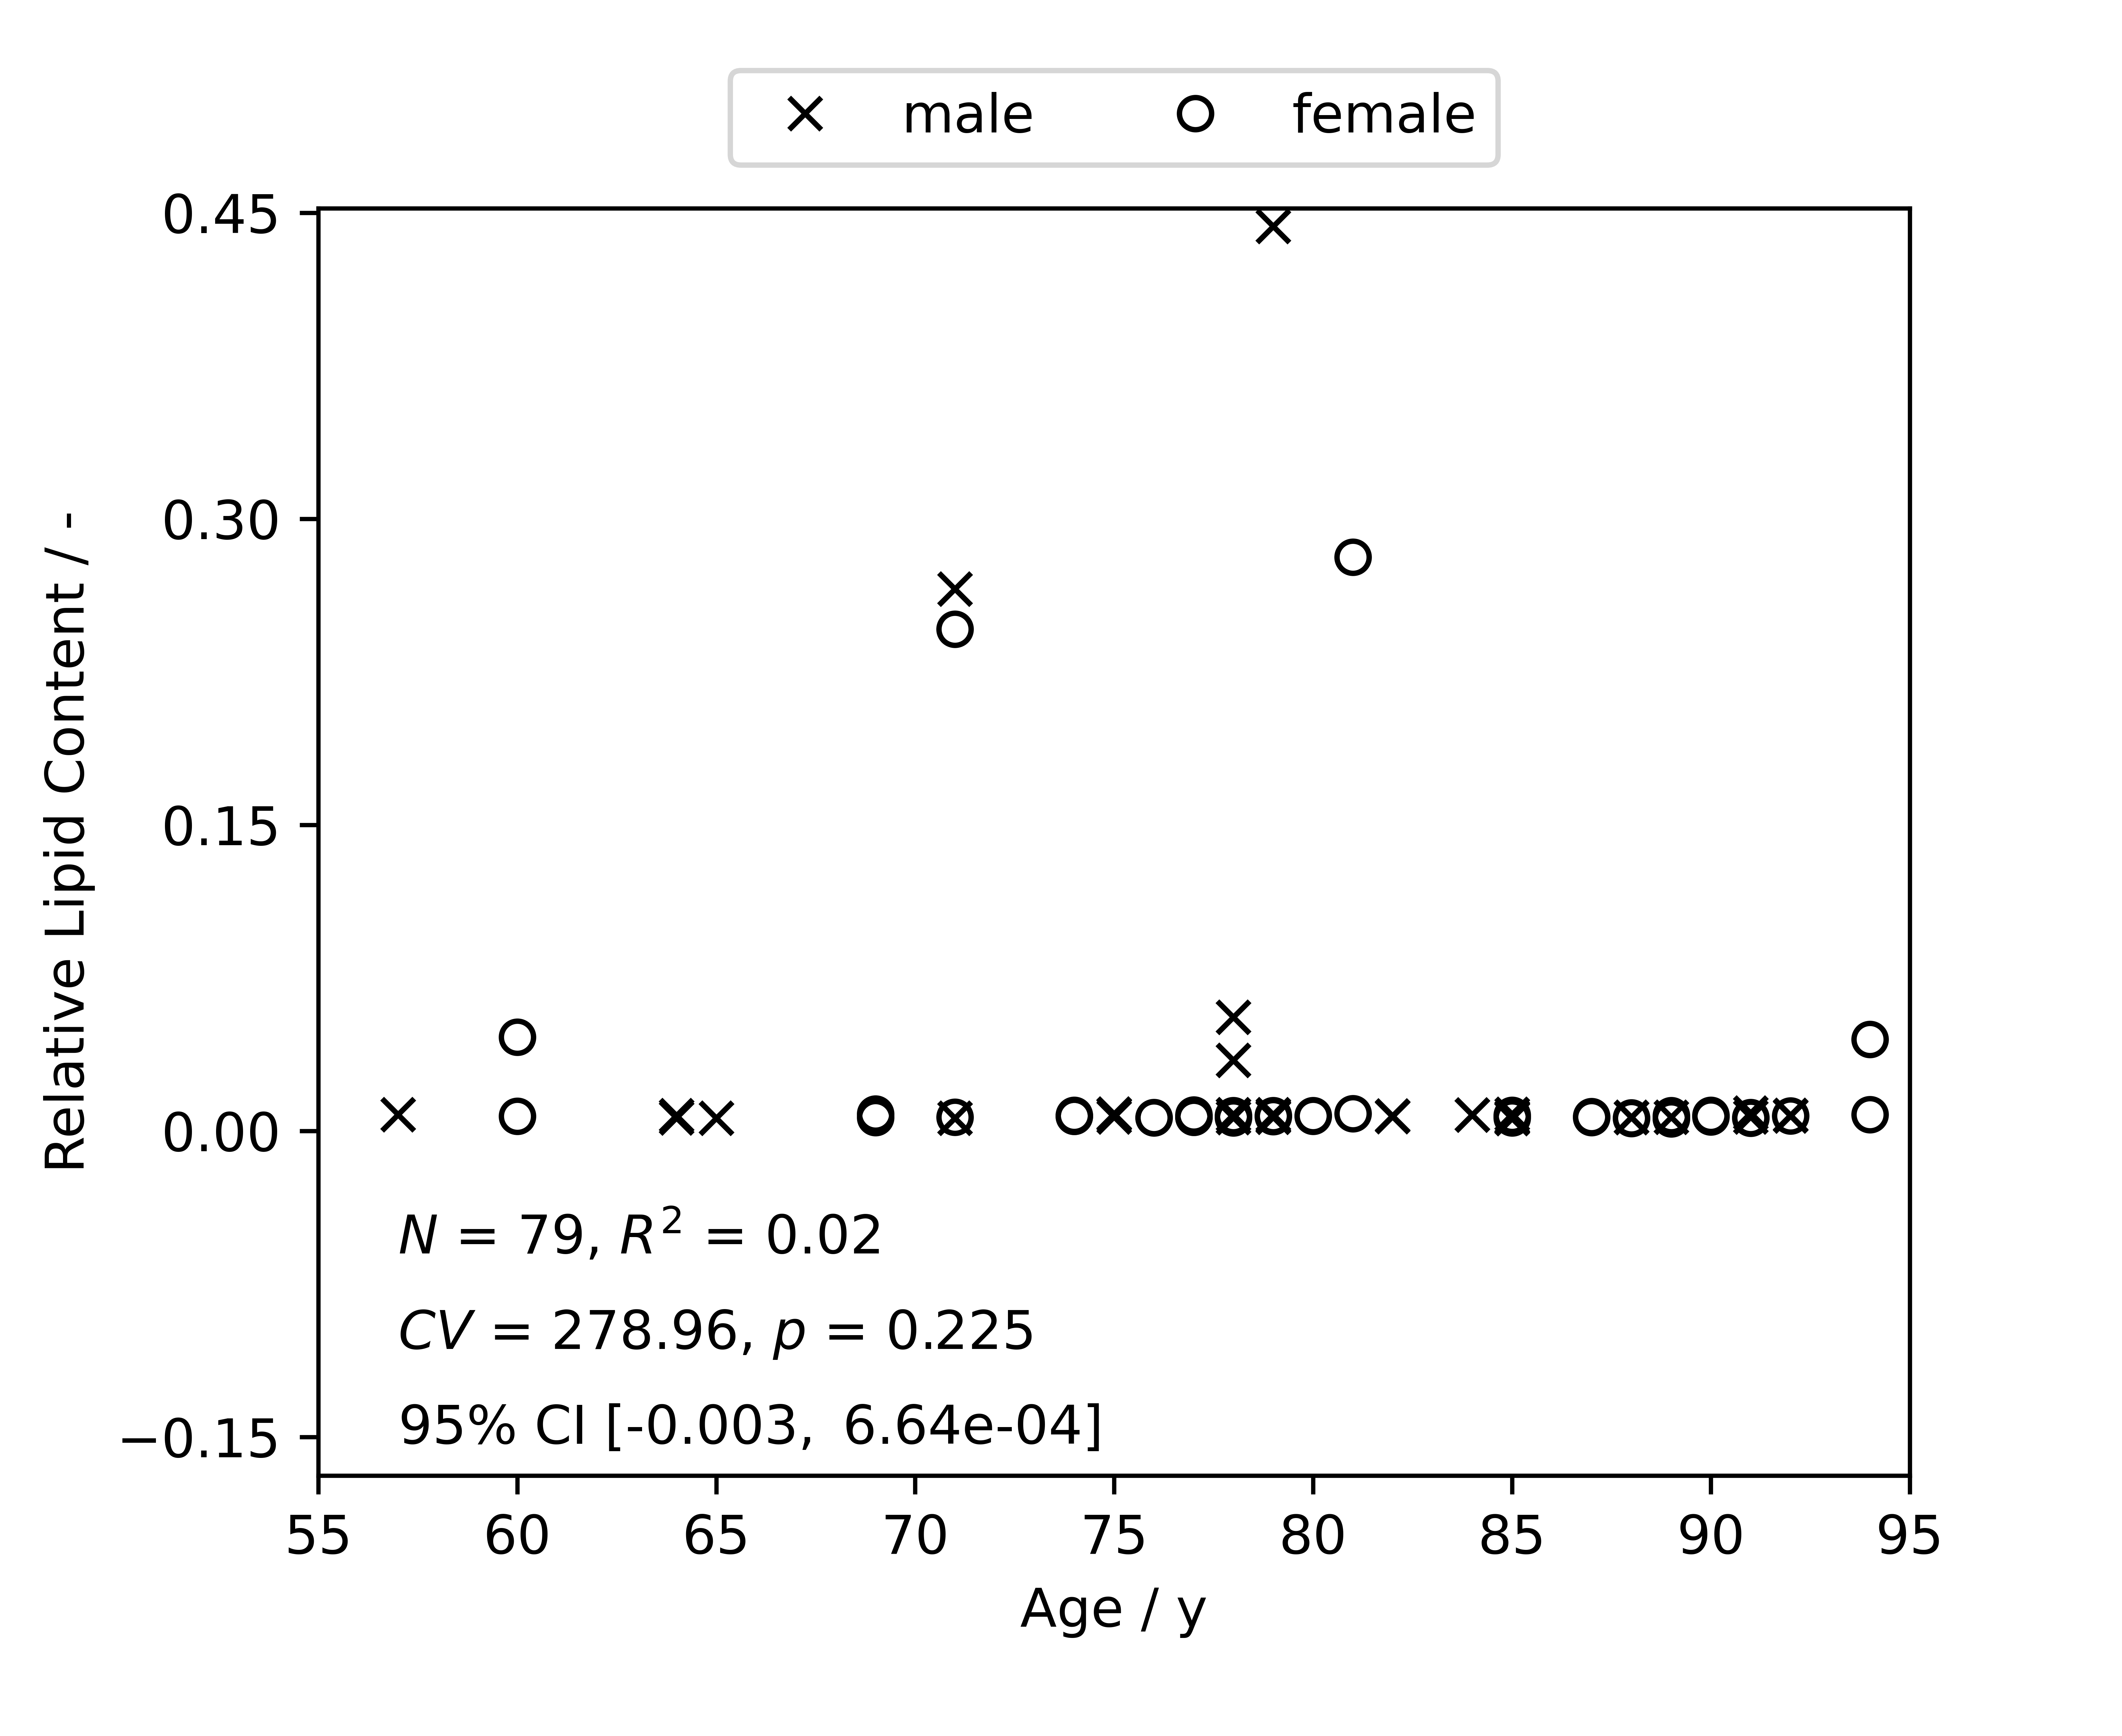 male female
0.45
0.30
0.15
0.00
−0.15
Relative Lipid Content / -
N = 79, R² = 0.02
CV = 278.96, p = 0.225
95% CI [-0.003, 6.64e-04]
55 60 65 70 75 80 85 90 95
Age / y